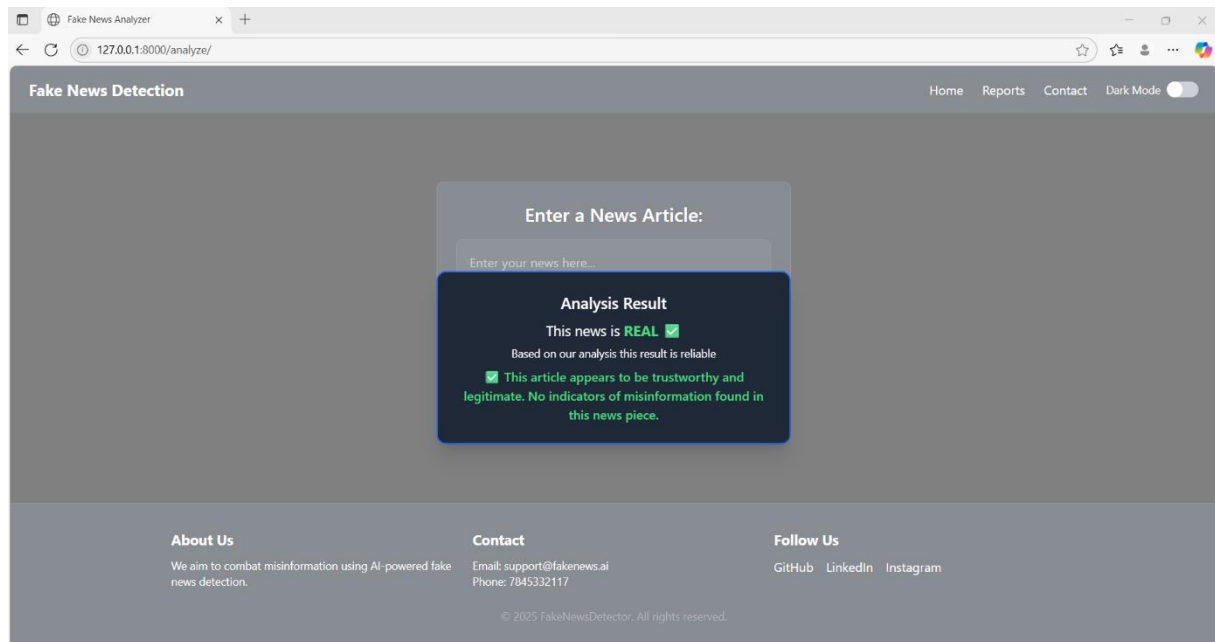 Fake News Analyzer
127.0.0.1:8000/analyze/
Fake News Detection
Home Reports Contact Dark Mode
Enter a News Article:
Enter your news here...
Analysis Result
This news is REAL ✅
Based on our analysis this result is reliable
✅ This article appears to be trustworthy and
legitimate. No indicators of misinformation found in
this news piece.
About Us
We aim to combat misinformation using AI-powered fake
news detection.
Contact
Email: support@fakenews.ai
Phone: 7845332117
Follow Us
GitHub LinkedIn Instagram
© 2025 FakeNewsDetector. All rights reserved.